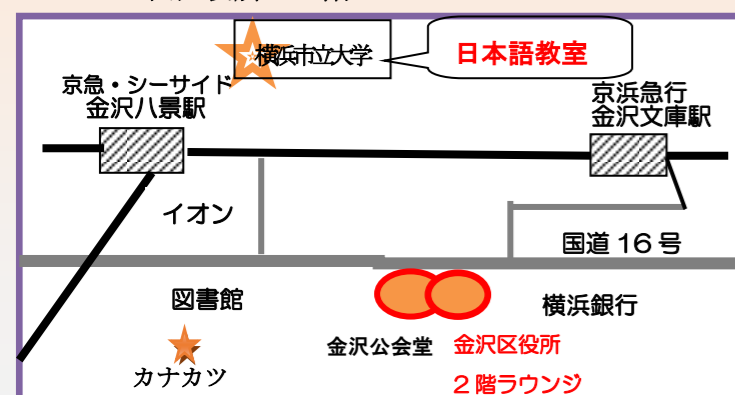 横浜市立大学
日本語教室
京急・シーサイド
金沢八景駅
京浜急行
金沢文庫駅
イオン
国道 16 号
図書館
横浜銀行
金沢公会堂
金沢区役所
2 階ラウンジ
カナカツ